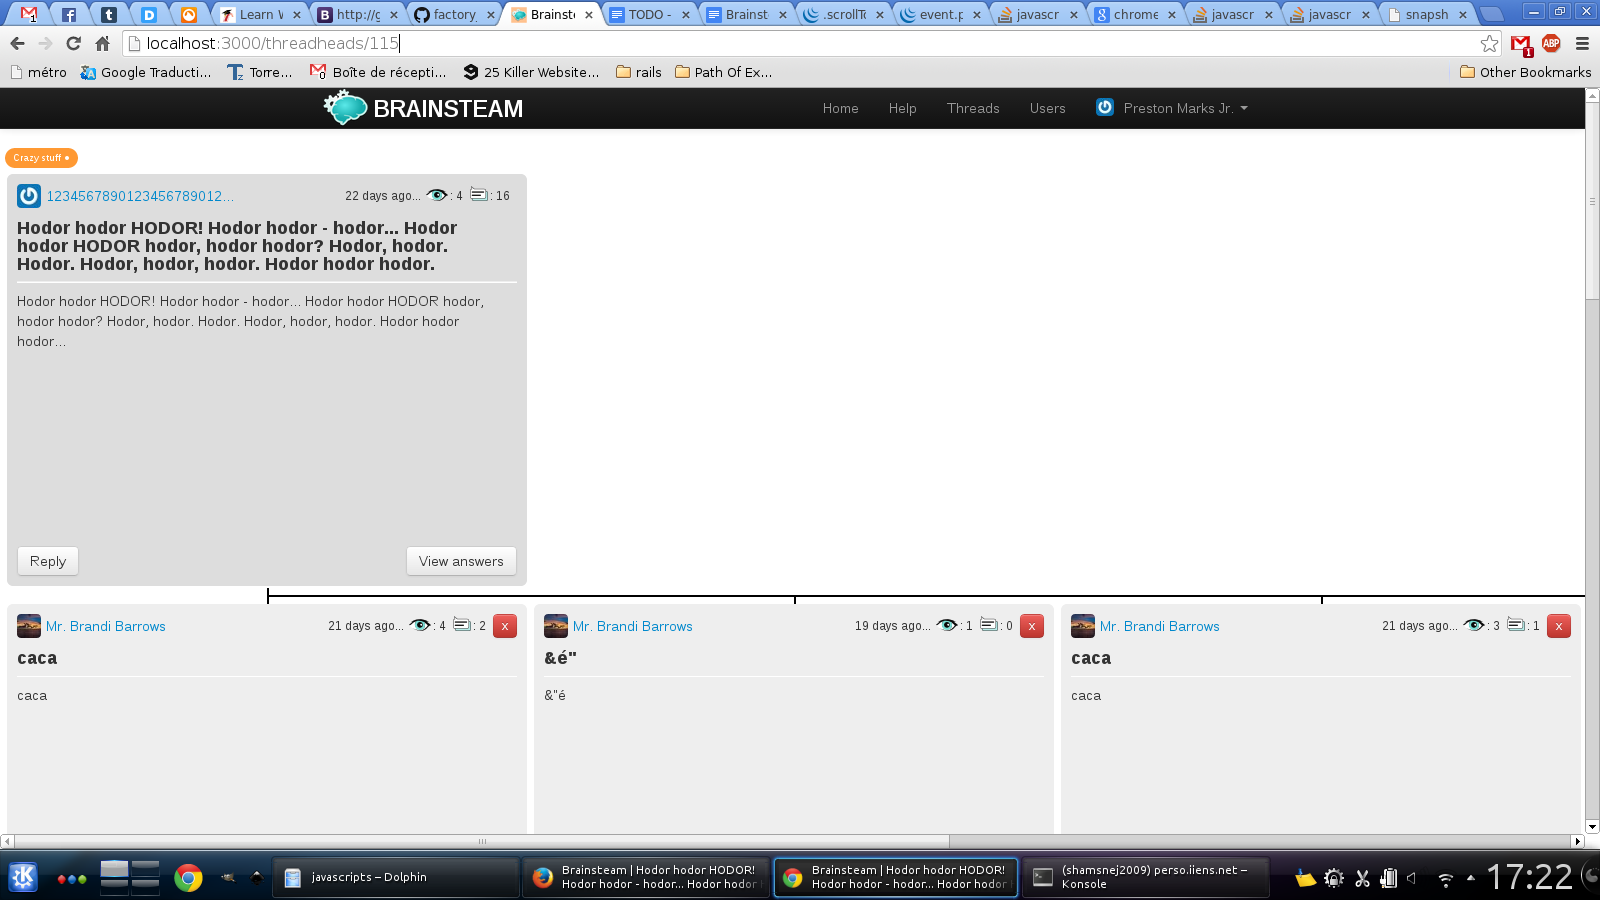 1
Learn W
http://g
factory_
Brainste
TODO -
Brainste
.scrollTo
event.p
javascr
chrome
javascr
javascr
snapsh
localhost:3000/threadheads/115
1
ABP
métro
Google Traducti...
Torre...
Boîte de récepti...
25 Killer Website...
rails
Path Of Ex...
Other Bookmarks
BRAINSTEAM
Home
Help
Threads
Users
Preston Marks Jr.
Crazy stuff •
1234567890123456789012...
22 days ago...
: 4
: 16
Hodor hodor HODOR! Hodor hodor - hodor... Hodor
hodor HODOR hodor, hodor hodor? Hodor, hodor.
Hodor. Hodor, hodor, hodor. Hodor hodor hodor.
Hodor hodor HODOR! Hodor hodor - hodor... Hodor hodor HODOR hodor,
hodor hodor? Hodor, hodor. Hodor. Hodor, hodor, hodor. Hodor hodor
hodor...
Reply
View answers
Mr. Brandi Barrows
21 days ago...
: 4
: 2
x
caca
caca
Mr. Brandi Barrows
19 days ago...
: 1
: 0
x
&é"
&"é
Mr. Brandi Barrows
21 days ago...
: 3
: 1
x
caca
caca
javascripts – Dolphin
Brainsteam | Hodor hodor HODOR!
Hodor hodor - hodor... Hodor hodor
Brainsteam | Hodor hodor HODOR!
Hodor hodor - hodor... Hodor hodor
(shamsnej2009) perso.iiens.net –
Konsole
17:22